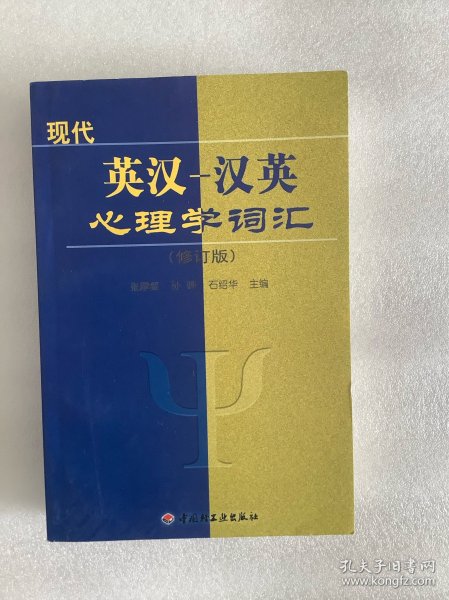 现代
英汉-汉英
心理学词汇
(修订版)
张厚粲 孙晔 石绍华 主编
Ψ
中国轻工业出版社
孔夫子旧书网
www.kongfz.com